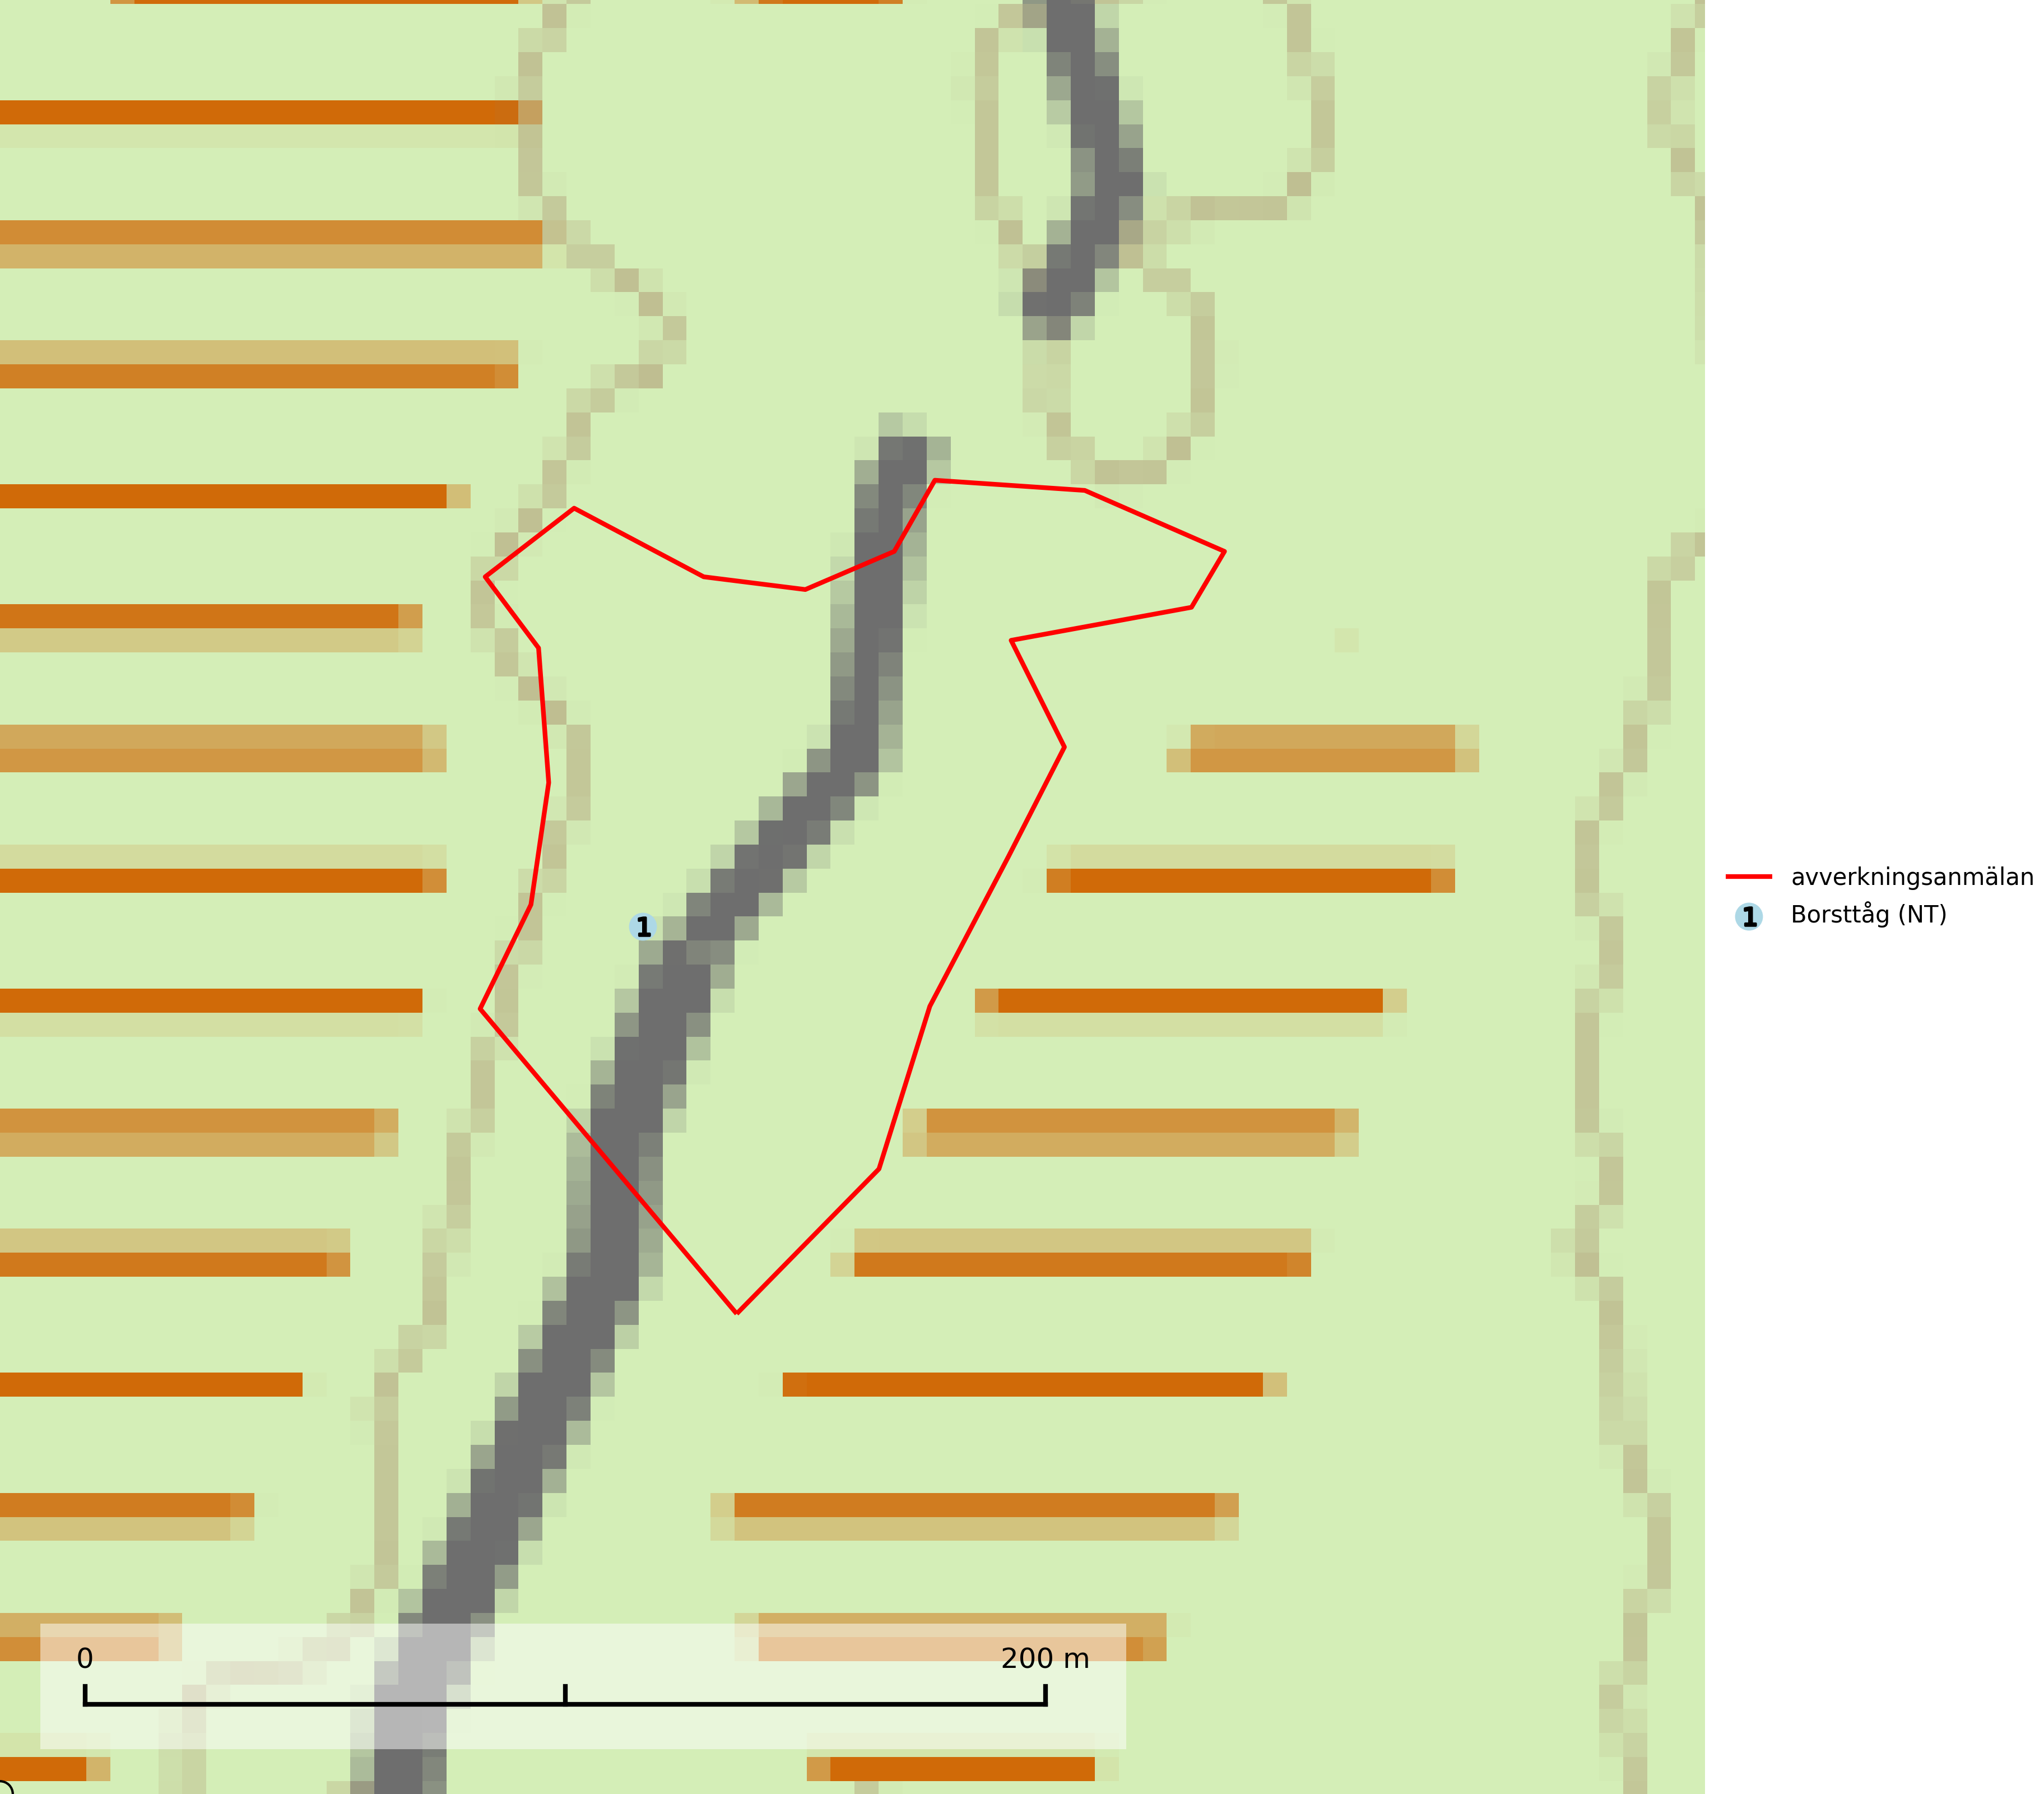 1
0
200 m
avverkningsanmälan
1 Borsttåg (NT)